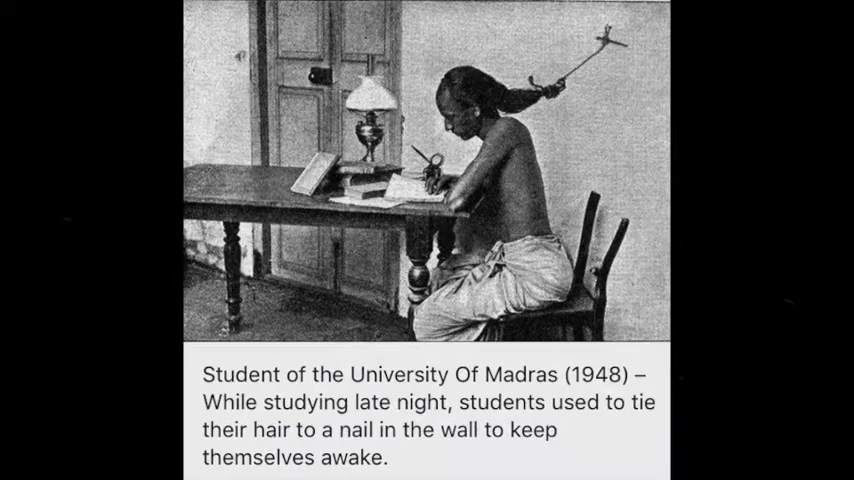 Student of the University Of Madras (1948) –
While studying late night, students used to tie
their hair to a nail in the wall to keep
themselves awake.